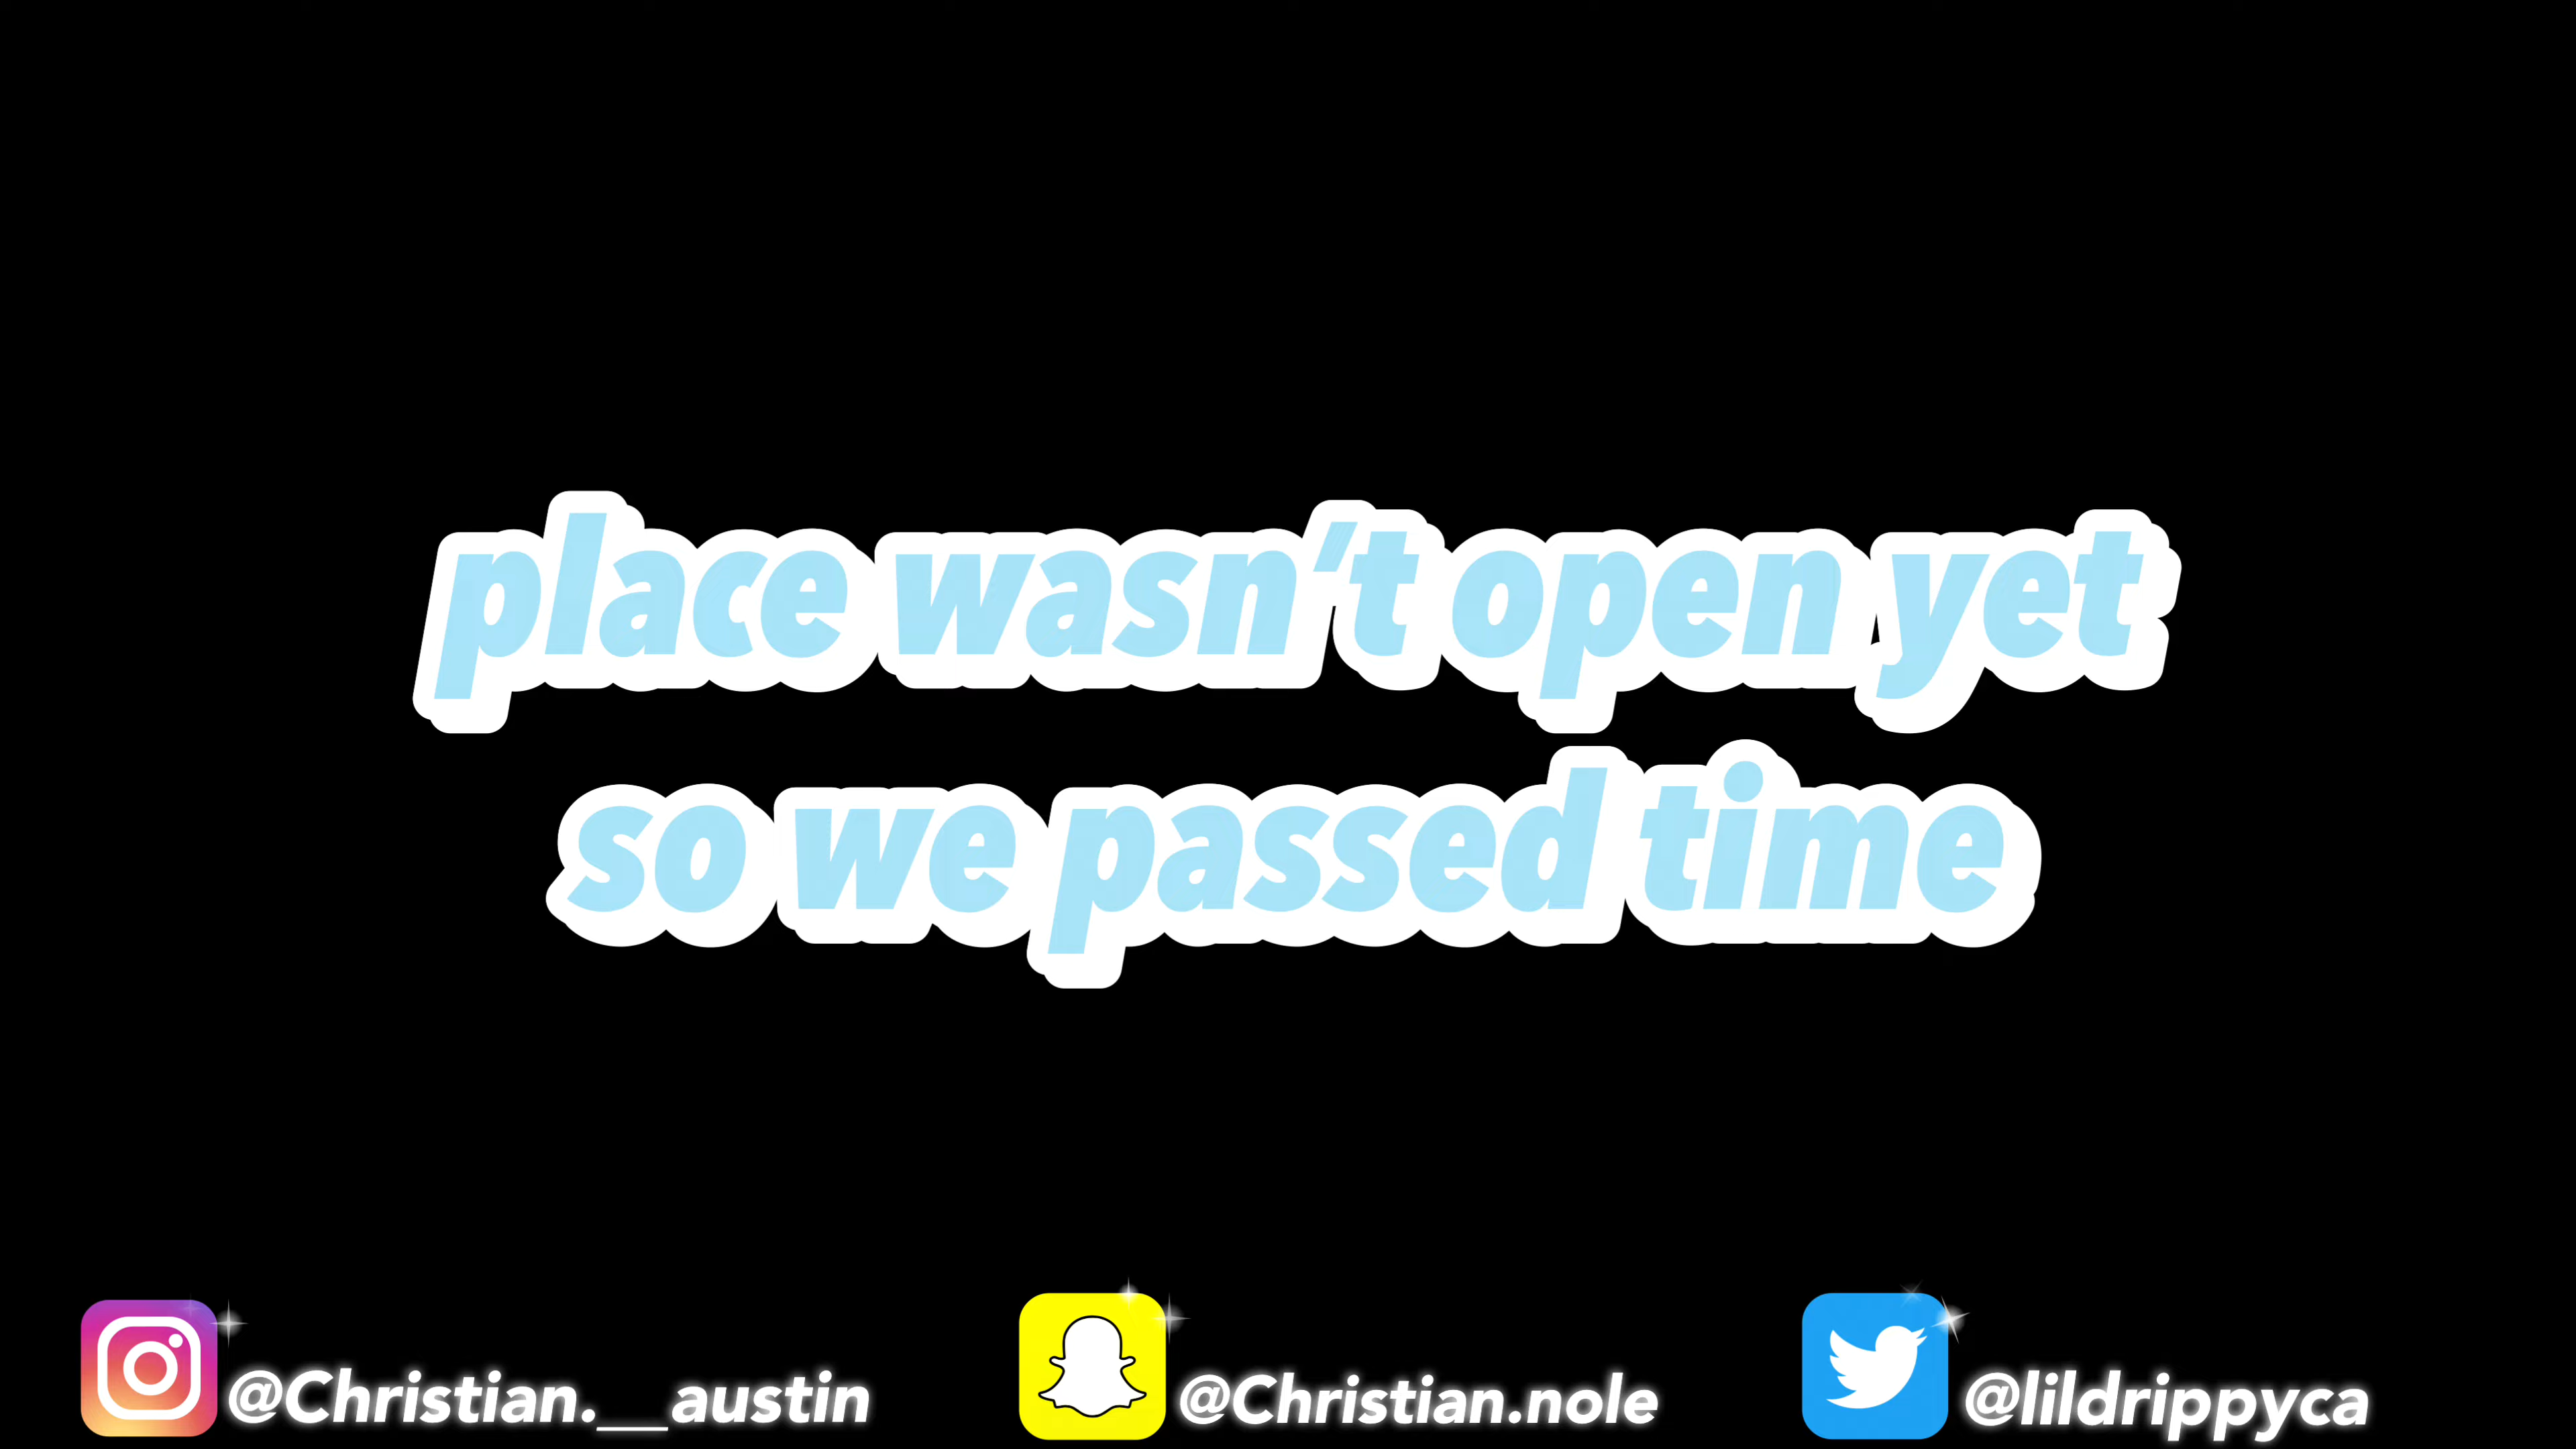 place wasn't open yet
so we passed time
@Christian.__austin
@Christian.nole
@lildrippyca